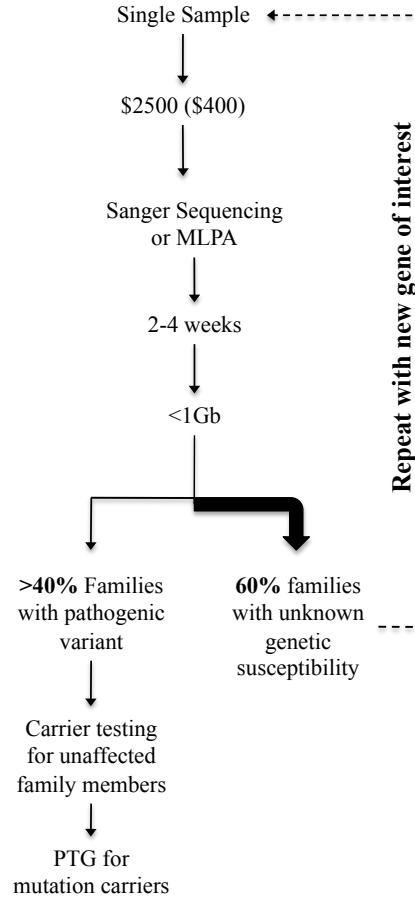 Single Sample
$2500 ($400)
Sanger Sequencing
or MLPA
2-4 weeks
<1Gb
>40% Families
with pathogenic
variant
60% families
with unknown
genetic
susceptibility
Carrier testing
for unaffected
family members
PTG for
mutation carriers
Repeat with new gene of interest